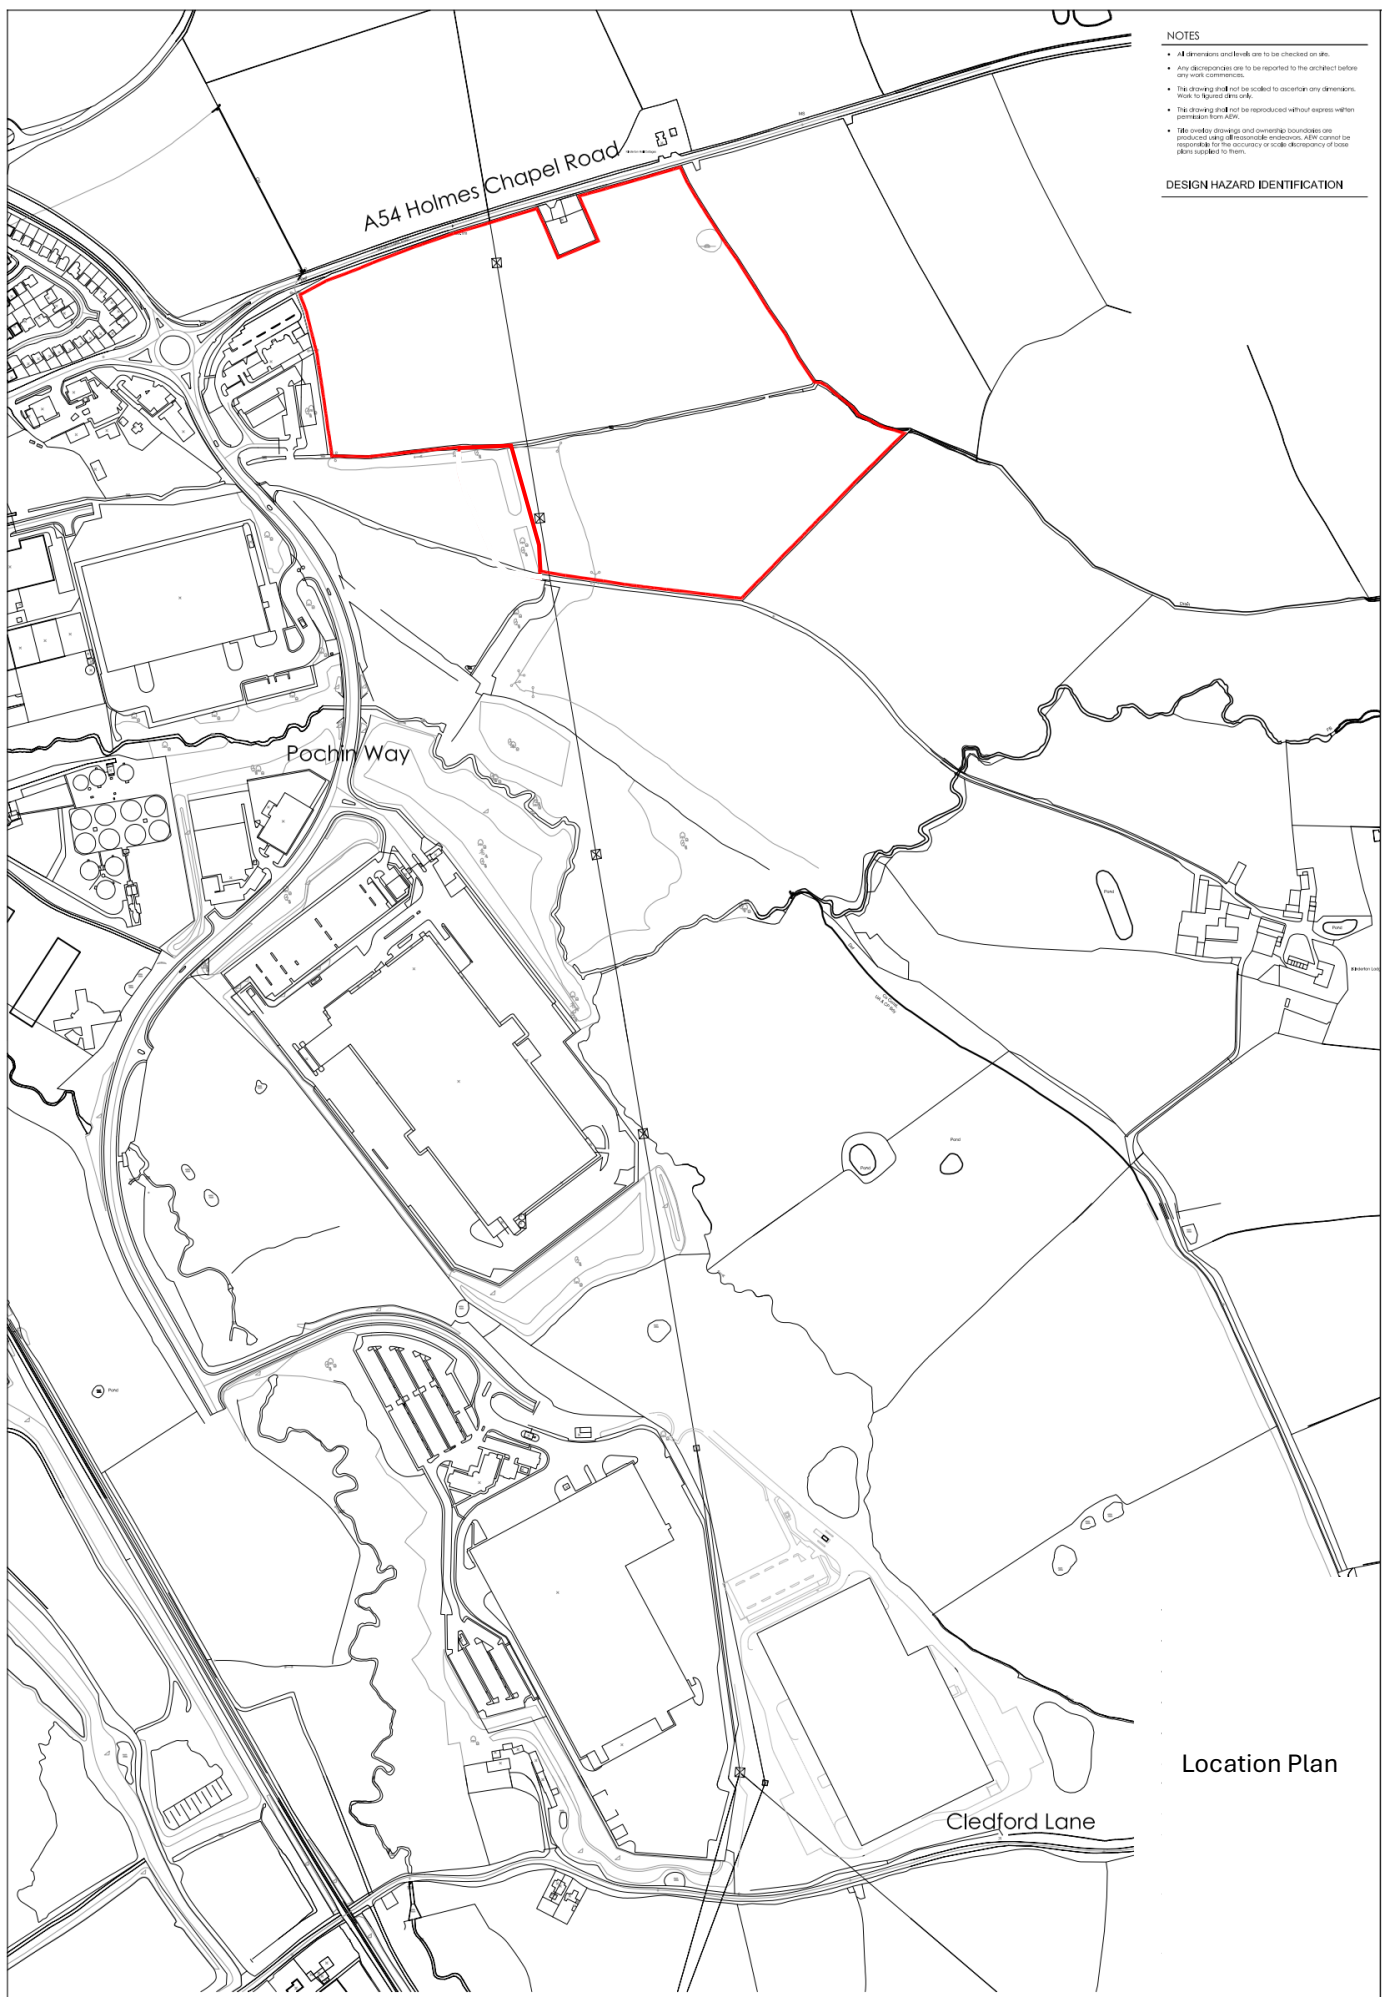 NOTES
• All dimensions and levels are to be checked on site.
• Any discrepancies are to be reported to the architect before
any work commences.
• This drawing shall not be scaled to ascertain any dimensions.
Work to figured dims only.
• This drawing shall not be reproduced without express written
permission from AEW.
• Title overlay drawings and ownership boundaries are
produced using all reasonable endeavors. AEW cannot be
responsible for the accuracy or scale discrepancy of base
plans supplied to them.
DESIGN HAZARD IDENTIFICATION
A54 Holmes Chapel Road
Drain
Pochin Way
Pond
Pond
Pond
Pond
Pond
Location Plan
Cledford Lane